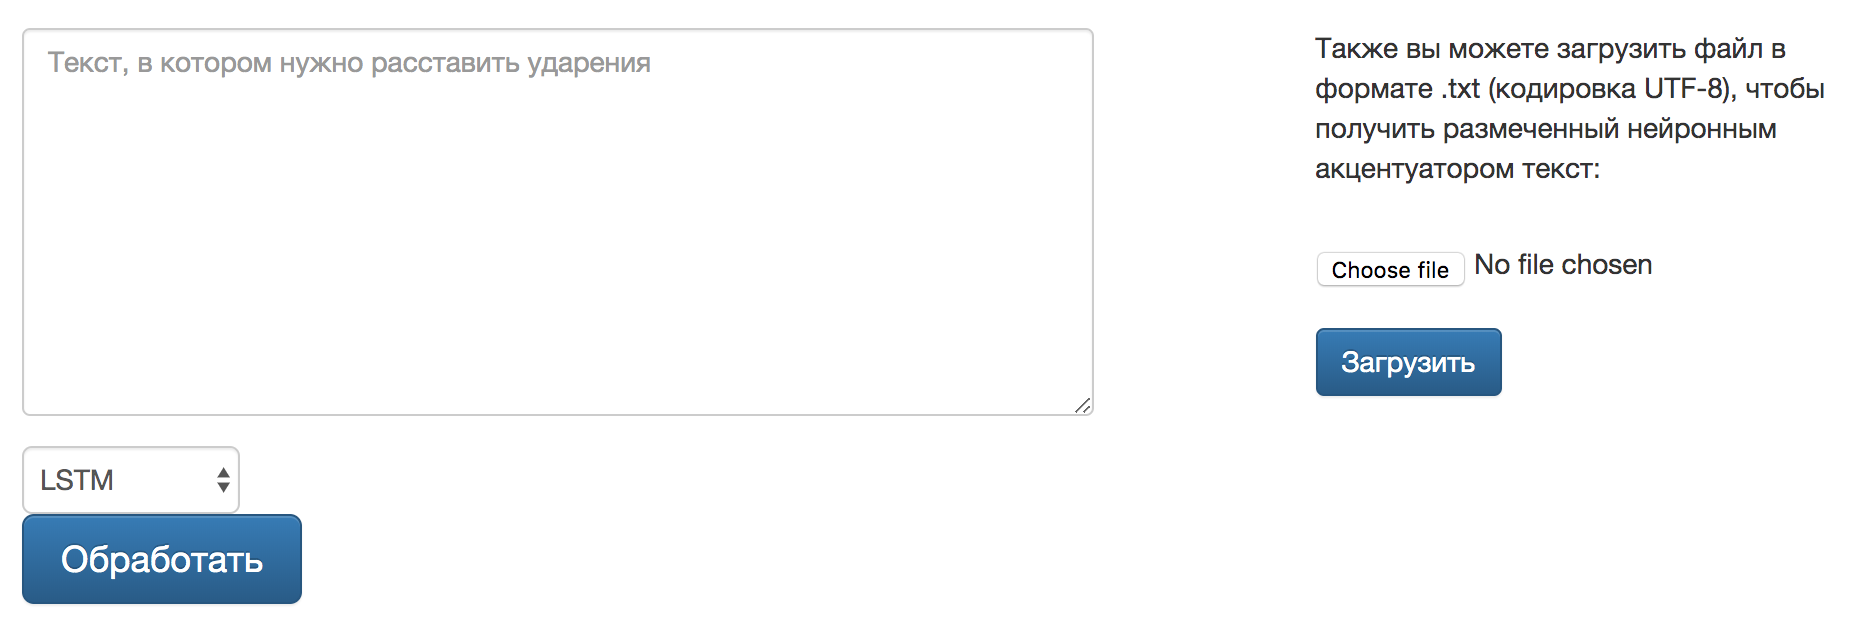 Текст, в котором нужно расставить ударения
LSTM
Обработать
Также вы можете загрузить файл в
формате .txt (кодировка UTF-8), чтобы
получить размеченный нейронным
акцентуатором текст:
Choose file No file chosen
Загрузить